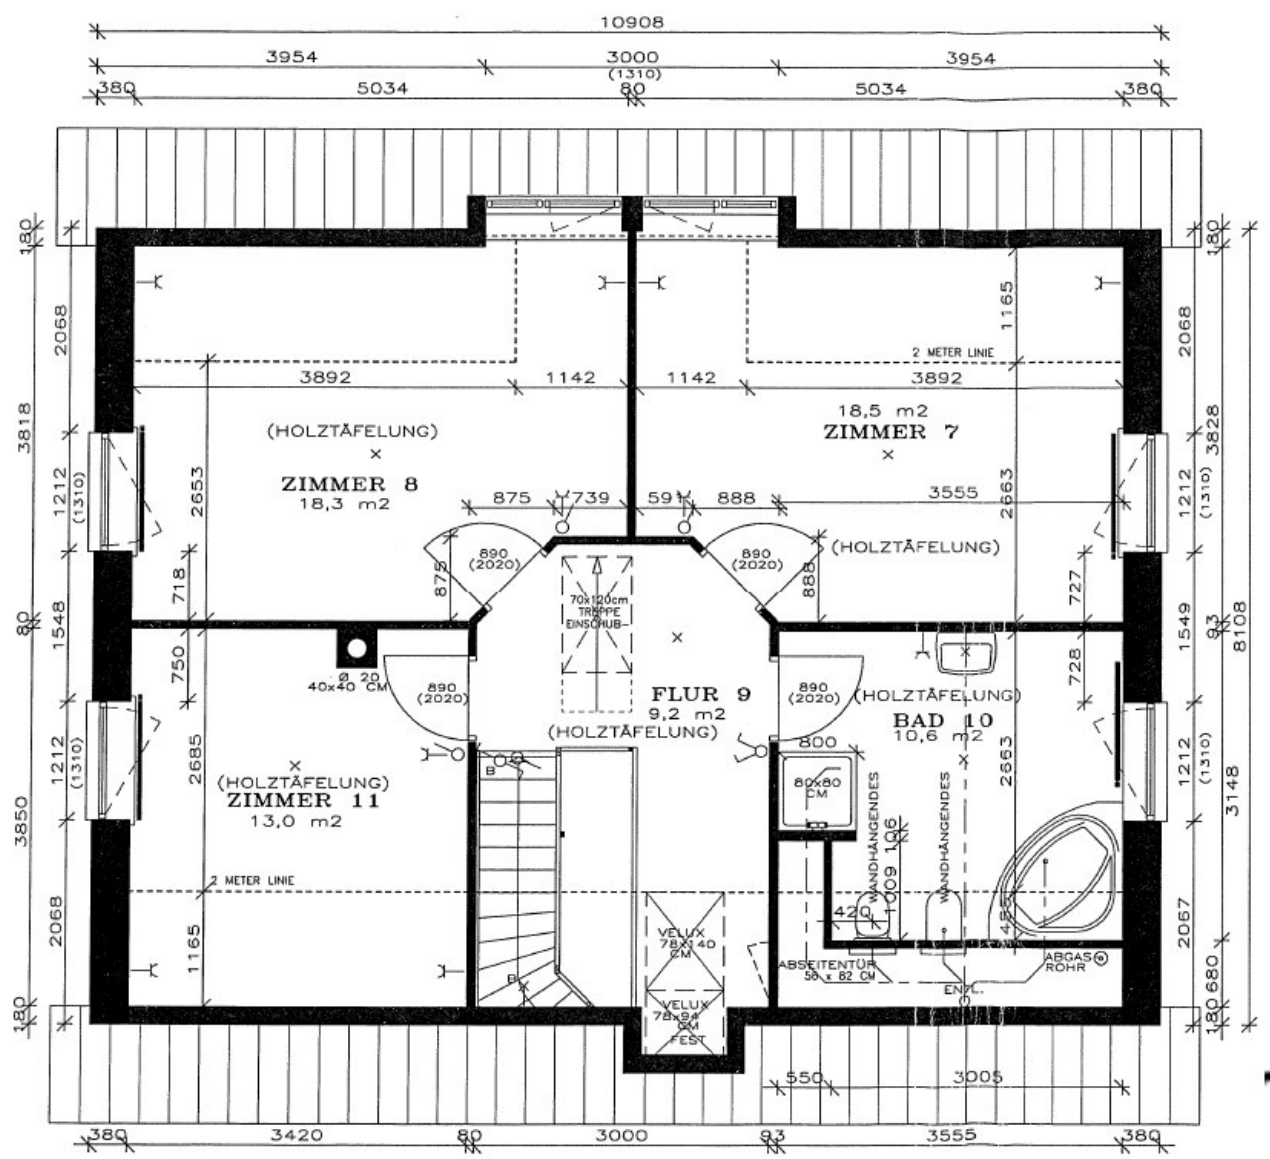 10908
3954 3000 3954
(1310)
380 5034 80 5034 380
180 180
2068 1165 2068
2 METER LINIE
3892 1142 1142 3892
18,5 m2
ZIMMER 7
(HOLZTÄFELUNG)
ZIMMER 8
18,3 m2
3818 3828
1212 1212
(1310) (1310)
2653 2663
875 739 591 888 3555
890 890
(2020) (2020)
(HOLZTÄFELUNG)
875 888
718 727
70x120cm
TREPPE
EINSCHUB-
80 1548 1549 93 8108
750 728
Ø 20
40x40 CM
890 890
(2020) (2020)
FLUR 9
9,2 m2
(HOLZTÄFELUNG)
(HOLZTÄFELUNG)
BAD 10
10,6 m2
800
1212 1212
(1310) (1310)
2685 2663
3148
B
80x80
CM
(HOLZTÄFELUNG)
ZIMMER 11
13,0 m2
3850
WANDHÄNGENDES WANDHÄNGENDES
106
1009
2 METER LINIE
420
2068 2067
1165
VELUX
78x140
CM
ABSEITENTÜR
56 x 82 CM
ABGAS
ROHR
B
680
VELUX
78x94
CM
FEST
180 180
550 3005
380 3420 80 3000 93 3555 380